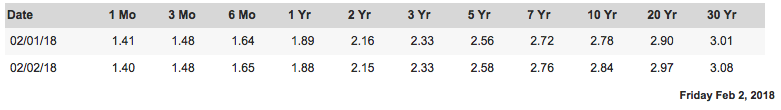 Date 1 Mo 3 Mo 6 Mo 1 Yr 2 Yr 3 Yr 5 Yr 7 Yr 10 Yr 20 Yr 30 Yr
02/01/18 1.41 1.48 1.64 1.89 2.16 2.33 2.56 2.72 2.78 2.90 3.01
02/02/18 1.40 1.48 1.65 1.88 2.15 2.33 2.58 2.76 2.84 2.97 3.08
Friday Feb 2, 2018